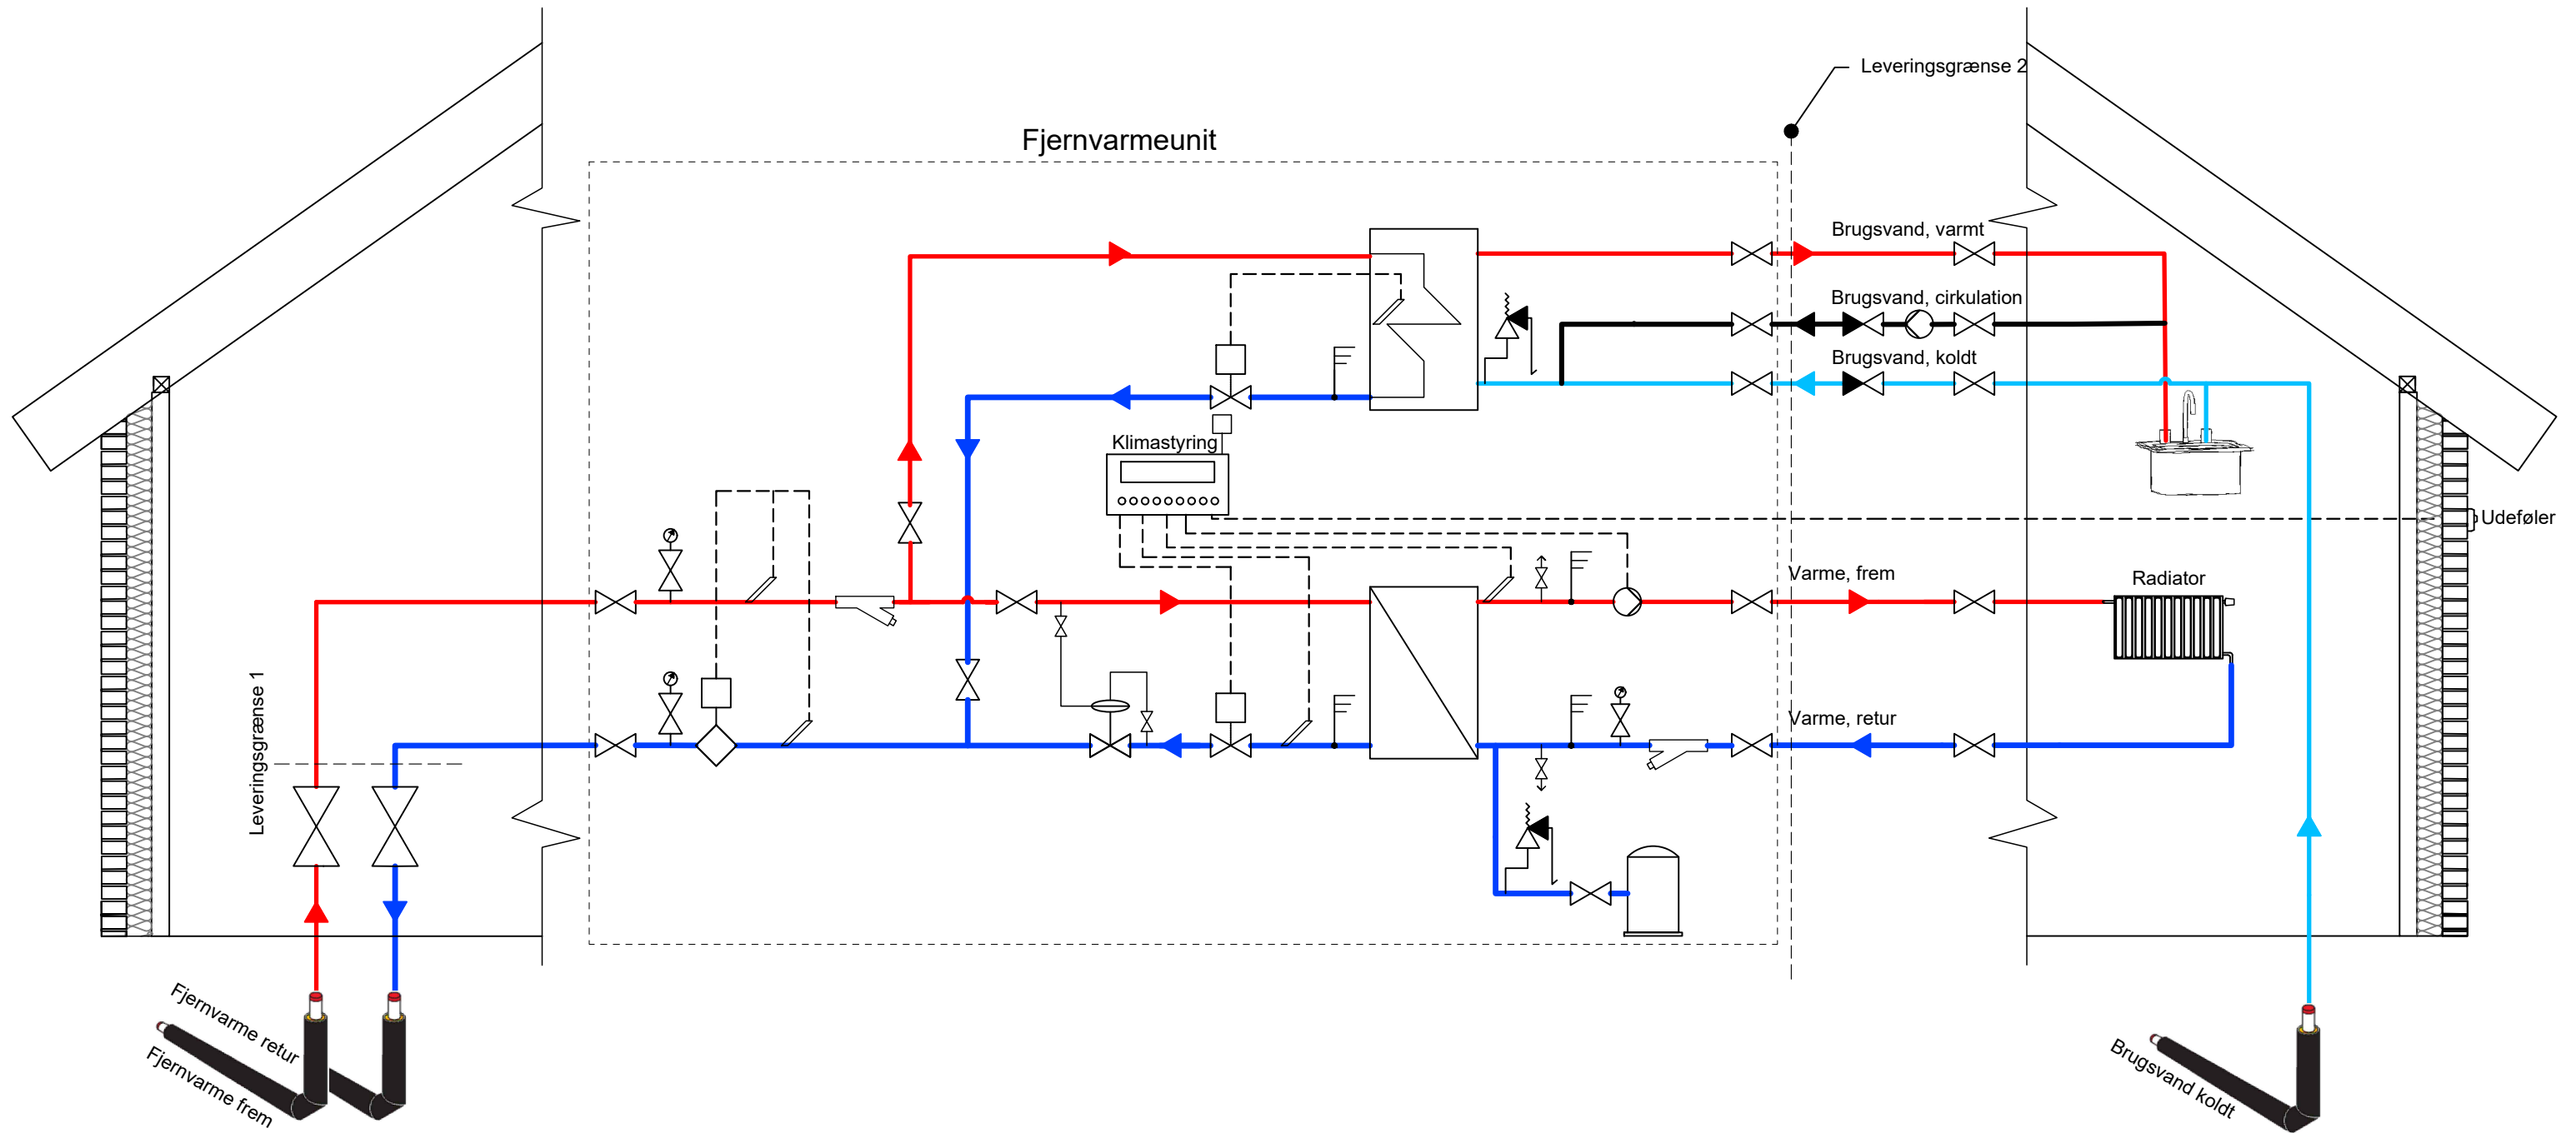 Leveringsgrænse 2
Fjernvarmeunit
Brugsvand, varmt
Brugsvand, cirkulation
Brugsvand, koldt
Klimastyring
Udeføler
Varme, frem
Radiator
Leveringsgrænse 1
Varme, retur
Fjernvarme retur
Fjernvarme frem
Brugsvand koldt